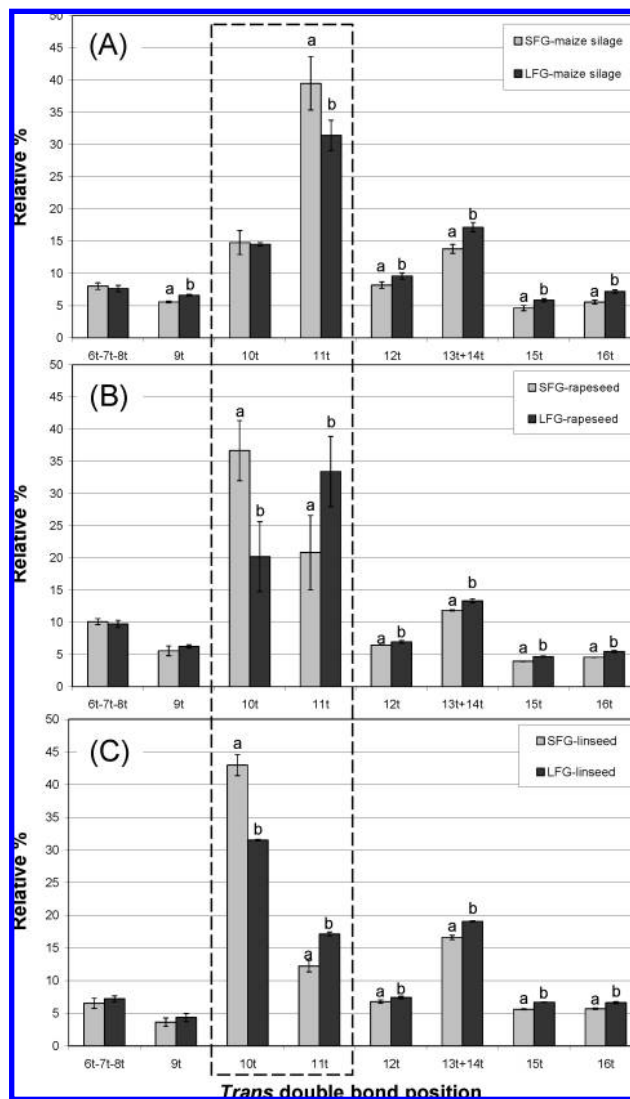 (A)
SFG-maize silage
LFG-maize silage
Relative %
50
45
40
35
30
25
20
15
10
5
0
a
b
a b
a b
a b
a b
a b
6t-7t-8t 9t 10t 11t 12t 13t+14t 15t 16t
(B)
SFG-rapeseed
LFG-rapeseed
Relative %
50
45
40
35
30
25
20
15
10
5
0
a
b
a
b
a b
a b
a b
a b
6t-7t-8t 9t 10t 11t 12t 13t+14t 15t 16t
(C)
SFG-linseed
LFG-linseed
Relative %
50
45
40
35
30
25
20
15
10
5
0
a
b
a b
a b
a b
a b
a b
6t-7t-8t 9t 10t 11t 12t 13t+14t 15t 16t
Trans double bond position